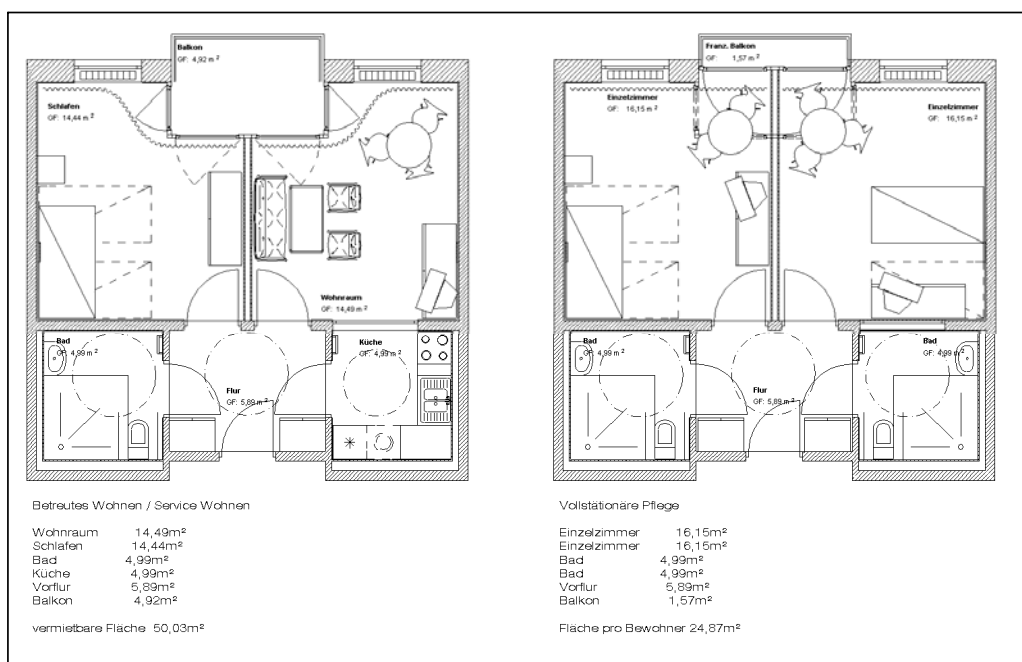 Balkon
GF: 4,92 m²
Schlafen
GF: 14,44 m²
Wohnraum
GF: 14,49 m²
Bad
GF: 4,99 m²
Küche
GF: 4,99 m²
Flur
GF: 5,89 m²
Franz. Balkon
GF: 1,57 m²
Einzelzimmer
GF: 16,15 m²
Einzelzimmer
GF: 16,15 m²
Bad
GF: 4,99 m²
Bad
GF: 4,99 m²
Flur
GF: 5,89 m²
Betreutes Wohnen / Service Wohnen
Wohnraum 14,49m²
Schlafen 14,44m²
Bad 4,99m²
Küche 4,99m²
Vorflur 5,89m²
Balkon 4,92m²
vermietbare Fläche 50,03m²
Vollstätionäre Pflege
Einzelzimmer 16,15m²
Einzelzimmer 16,15m²
Bad 4,99m²
Bad 4,99m²
Vorflur 5,89m²
Balkon 1,57m²
Fläche pro Bewohner 24,87m²